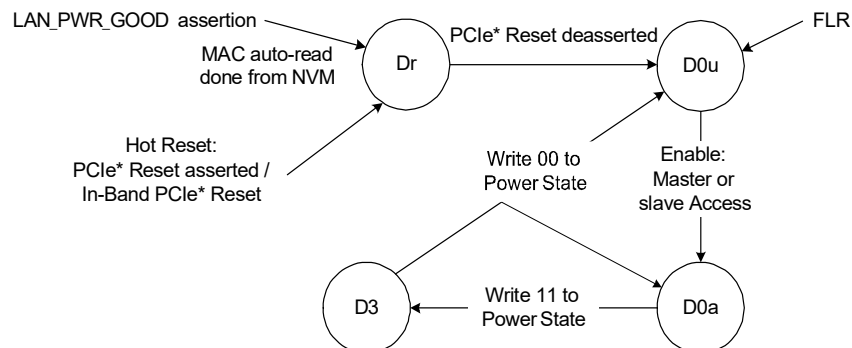 LAN_PWR_GOOD assertion
MAC auto-read
done from NVM
Dr
PCIe* Reset deasserted
D0u
FLR
Hot Reset:
PCIe* Reset asserted /
In-Band PCIe* Reset
Write 00 to
Power State
Enable:
Master or
slave Access
D3
Write 11 to
Power State
D0a